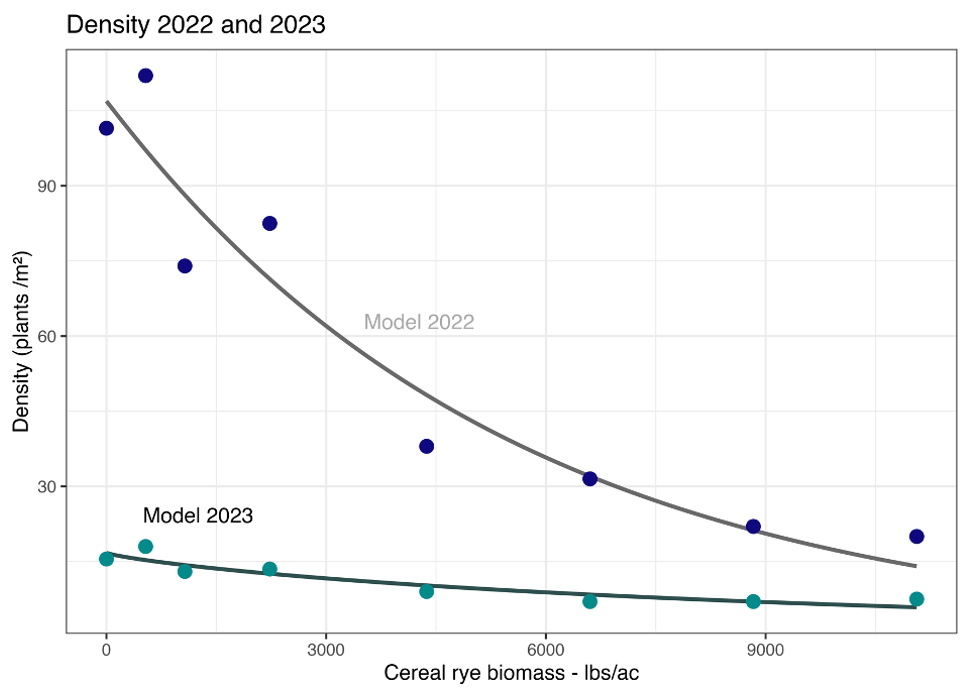 Density 2022 and 2023
90
60
30
Density (plants /m²)
Model 2022
Model 2023
0
3000
6000
9000
Cereal rye biomass - lbs/ac